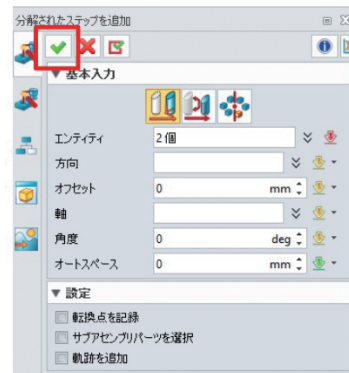 分解されたステップを追加
▼ 基本入力
エンティティ 2個
方向
オフセット 0 mm
軸
角度 0 deg
オートスペース 0 mm
▼ 設定
転換点を記録
サブアセンブリパーツを選択
軌跡を追加